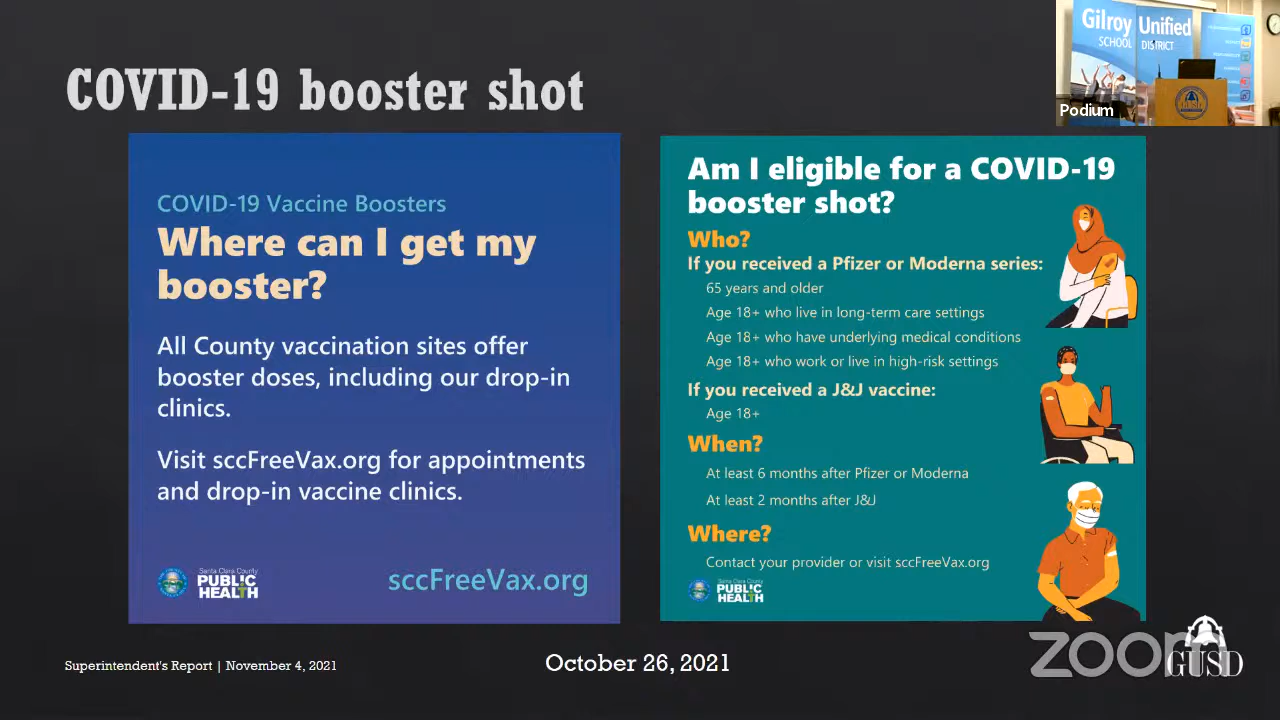 COVID-19 booster shot
Gilroy Unified
SCHOOL DISTRICT
Podium
COVID-19 Vaccine Boosters
Where can I get my
booster?
All County vaccination sites offer
booster doses, including our drop-in
clinics.
Visit sccFreeVax.org for appointments
and drop-in vaccine clinics.
Santa Clara County
PUBLIC
HEALTH
sccFreeVax.org
Am I eligible for a COVID-19
booster shot?
Who?
If you received a Pfizer or Moderna series:
65 years and older
Age 18+ who live in long-term care settings
Age 18+ who have underlying medical conditions
Age 18+ who work or live in high-risk settings
If you received a J&J vaccine:
Age 18+
When?
At least 6 months after Pfizer or Moderna
At least 2 months after J&J
Where?
Contact your provider or visit sccFreeVax.org
Santa Clara County
PUBLIC
HEALTH
Superintendent's Report | November 4, 2021
October 26, 2021
zoom
GUSD